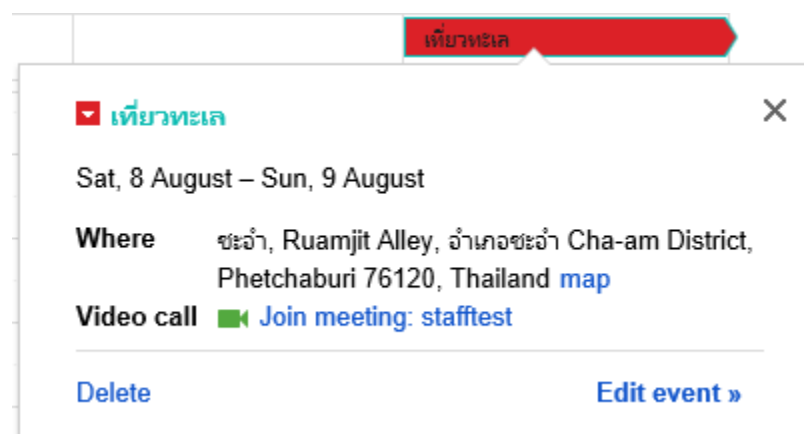 เที่ยวทะเล
เที่ยวทะเล
Sat, 8 August – Sun, 9 August
Where ชะอำ, Ruamjit Alley, อำเภอชะอำ Cha-am District,
Phetchaburi 76120, Thailand map
Video call Join meeting: stafftest
Delete Edit event »